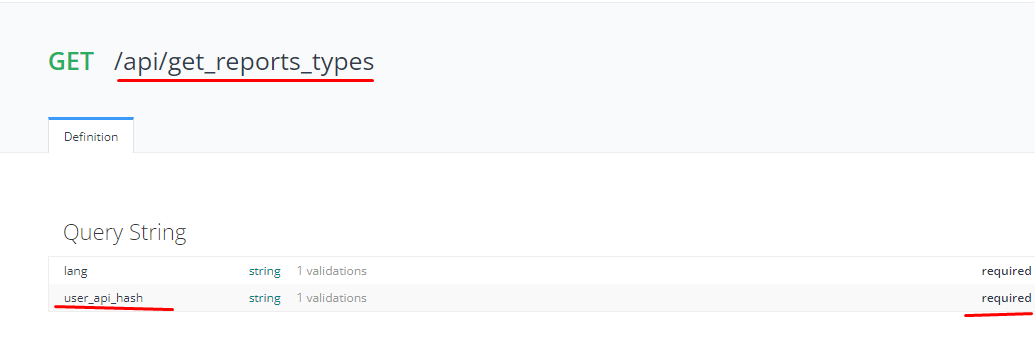 GET /api/get_reports_types
Definition
Query String
lang string 1 validations required
user_api_hash string 1 validations required